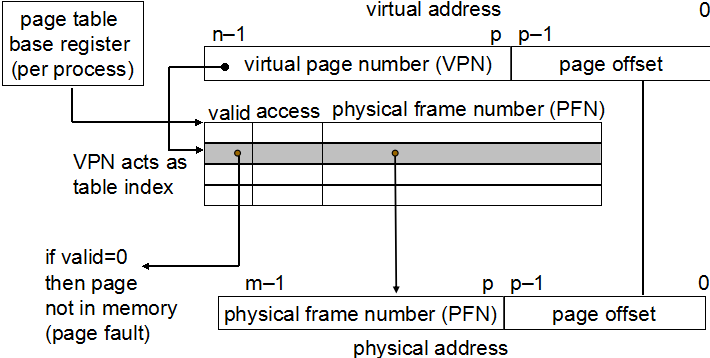 page table
base register
(per process)
virtual address
n–1 p p–1 0
virtual page number (VPN) page offset
valid access physical frame number (PFN)
VPN acts as
table index
if valid=0
then page
not in memory
(page fault)
m–1 p p–1 0
physical frame number (PFN) page offset
physical address